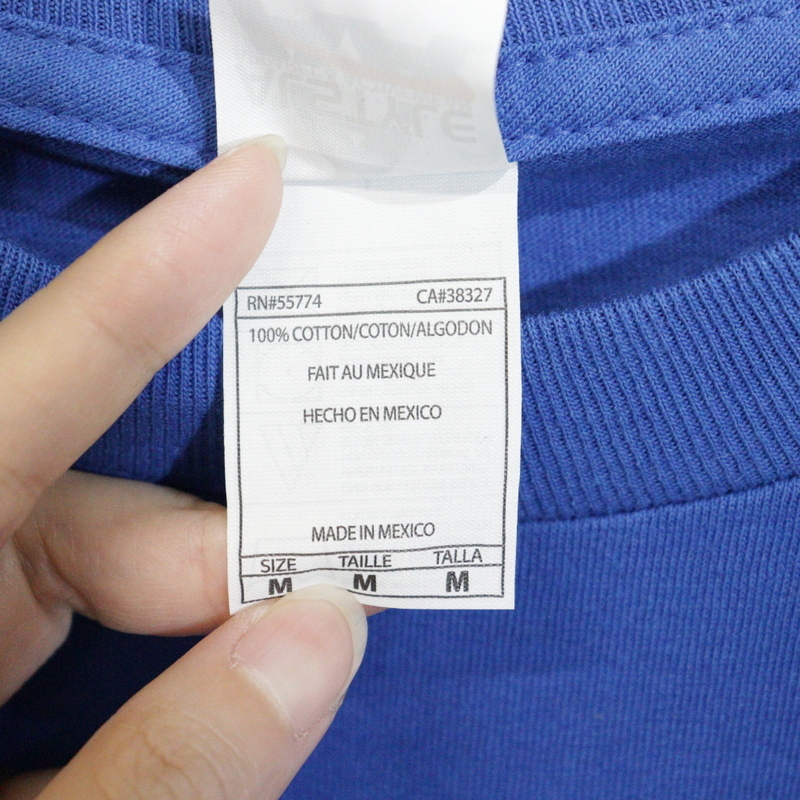 RN#55774 CA#38327
100% COTTON/COTON/ALGODON
FAIT AU MEXIQUE
HECHO EN MEXICO
MADE IN MEXICO
SIZE TAILLE TALLA
M M M